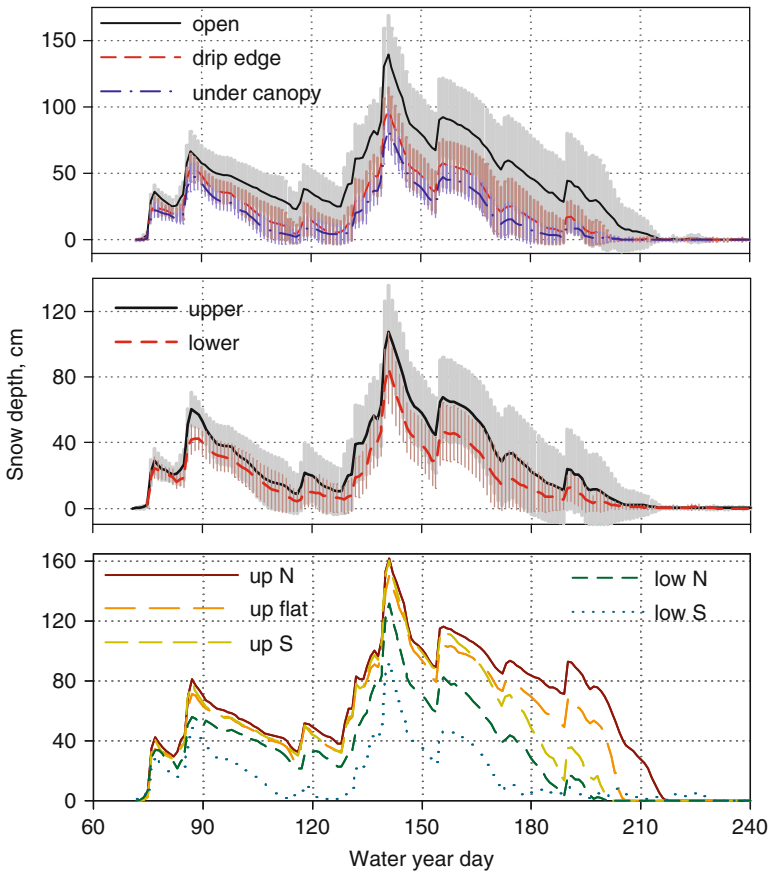 150
100
50
0
open
drip edge
under canopy
Snow depth, cm
120
80
40
0
upper
lower
160
120
80
40
0
up N
up flat
up S
low N
low S
60 90 120 150 180 210 240
Water year day